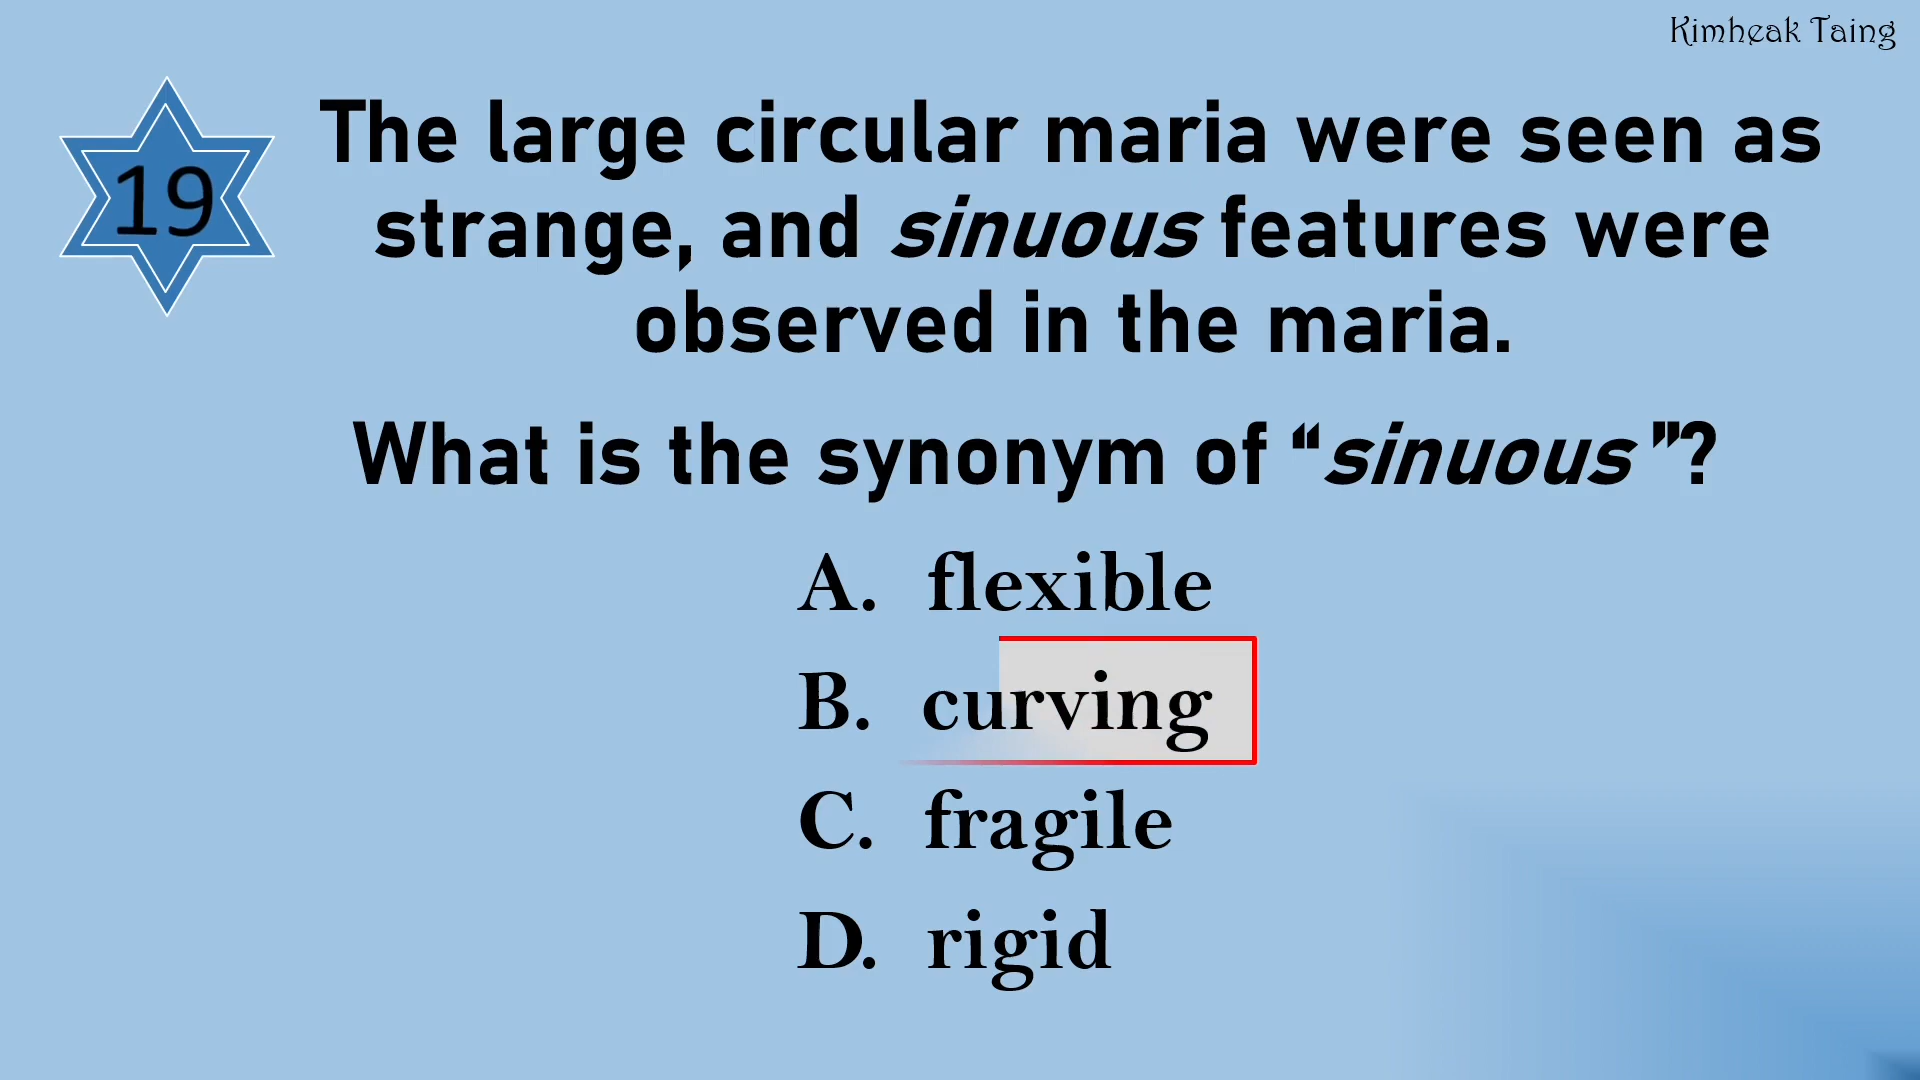 Kimheak Taing
19
The large circular maria were seen as
strange, and sinuous features were
observed in the maria.
What is the synonym of “sinuous”?
A. flexible
B. curving
C. fragile
D. rigid